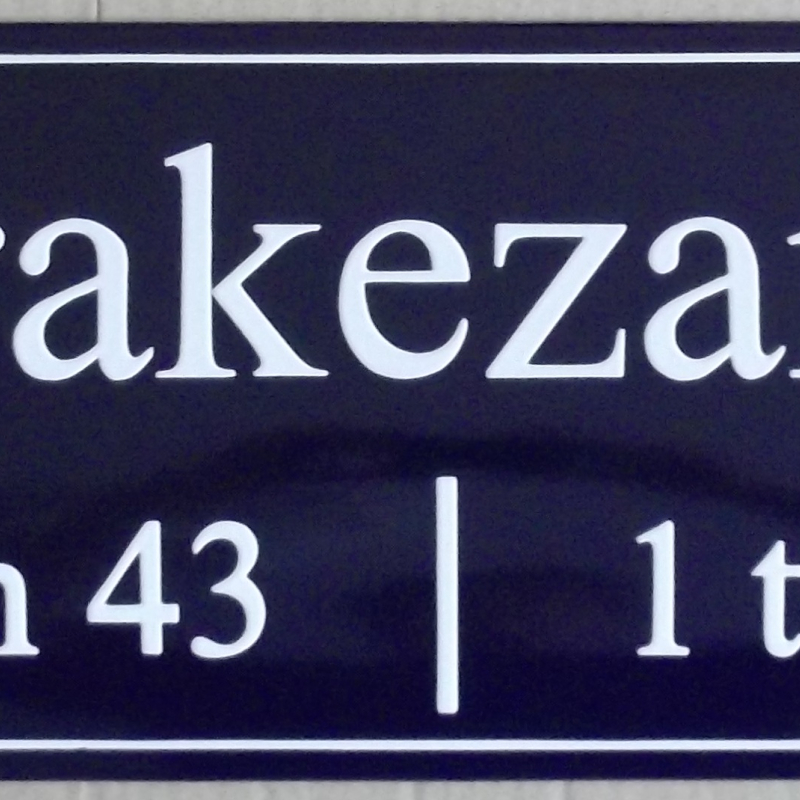 akeza
43 | 1 t